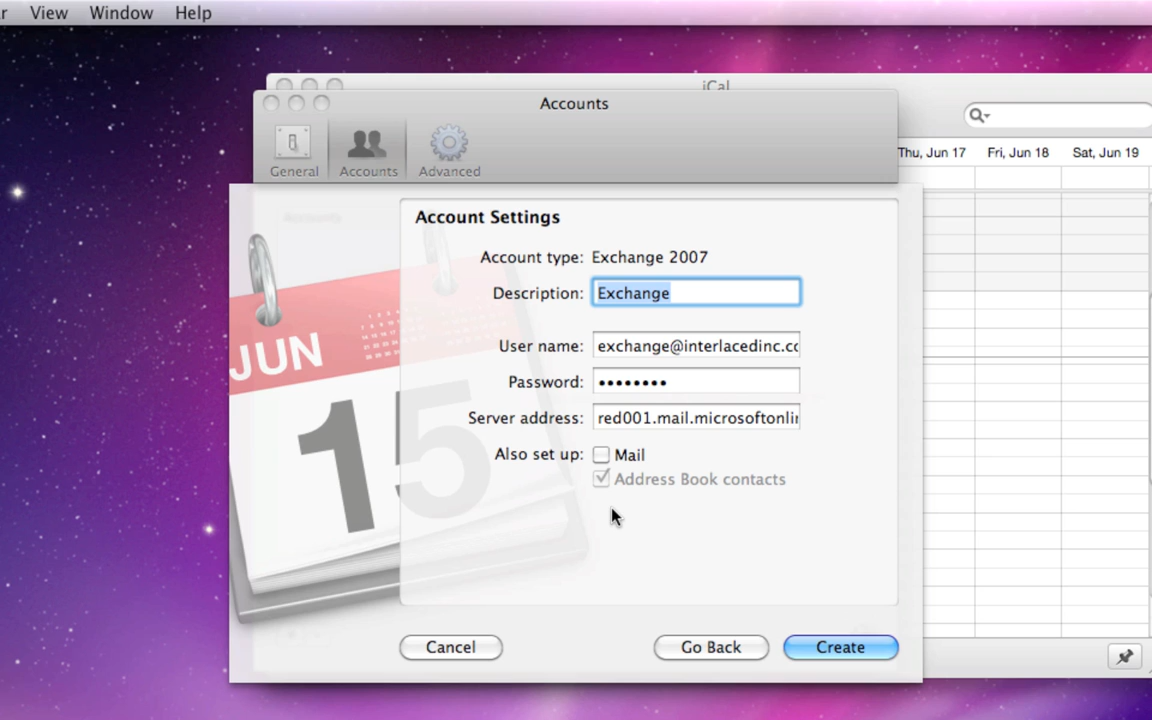 View Window Help
iCal
Accounts
General Accounts Advanced
Thu, Jun 17 Fri, Jun 18 Sat, Jun 19
Account Settings
Account type: Exchange 2007
Description: Exchange
User name: exchange@interlacedinc.co
Password: ••••••••
Server address: red001.mail.microsoftonli
Also set up: Mail
Address Book contacts
JUN
15
Cancel Go Back Create